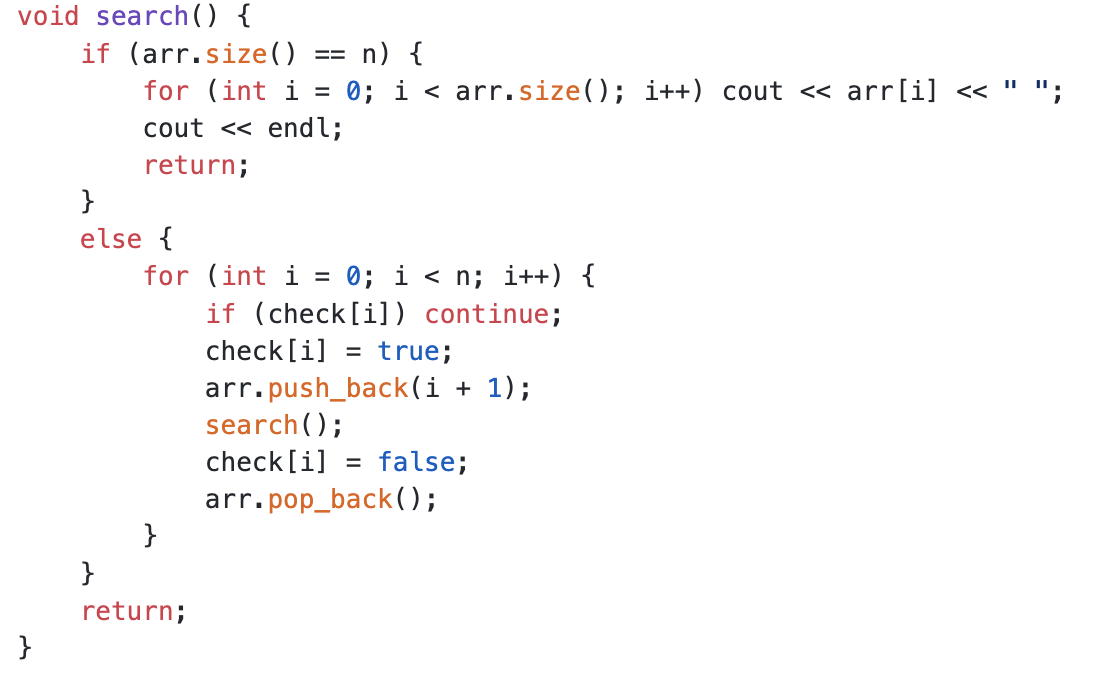 void search() {
    if (arr.size() == n) {
        for (int i = 0; i < arr.size(); i++) cout << arr[i] << " ";
        cout << endl;
        return;
    }
    else {
        for (int i = 0; i < n; i++) {
            if (check[i]) continue;
            check[i] = true;
            arr.push_back(i + 1);
            search();
            check[i] = false;
            arr.pop_back();
        }
    }
    return;
}